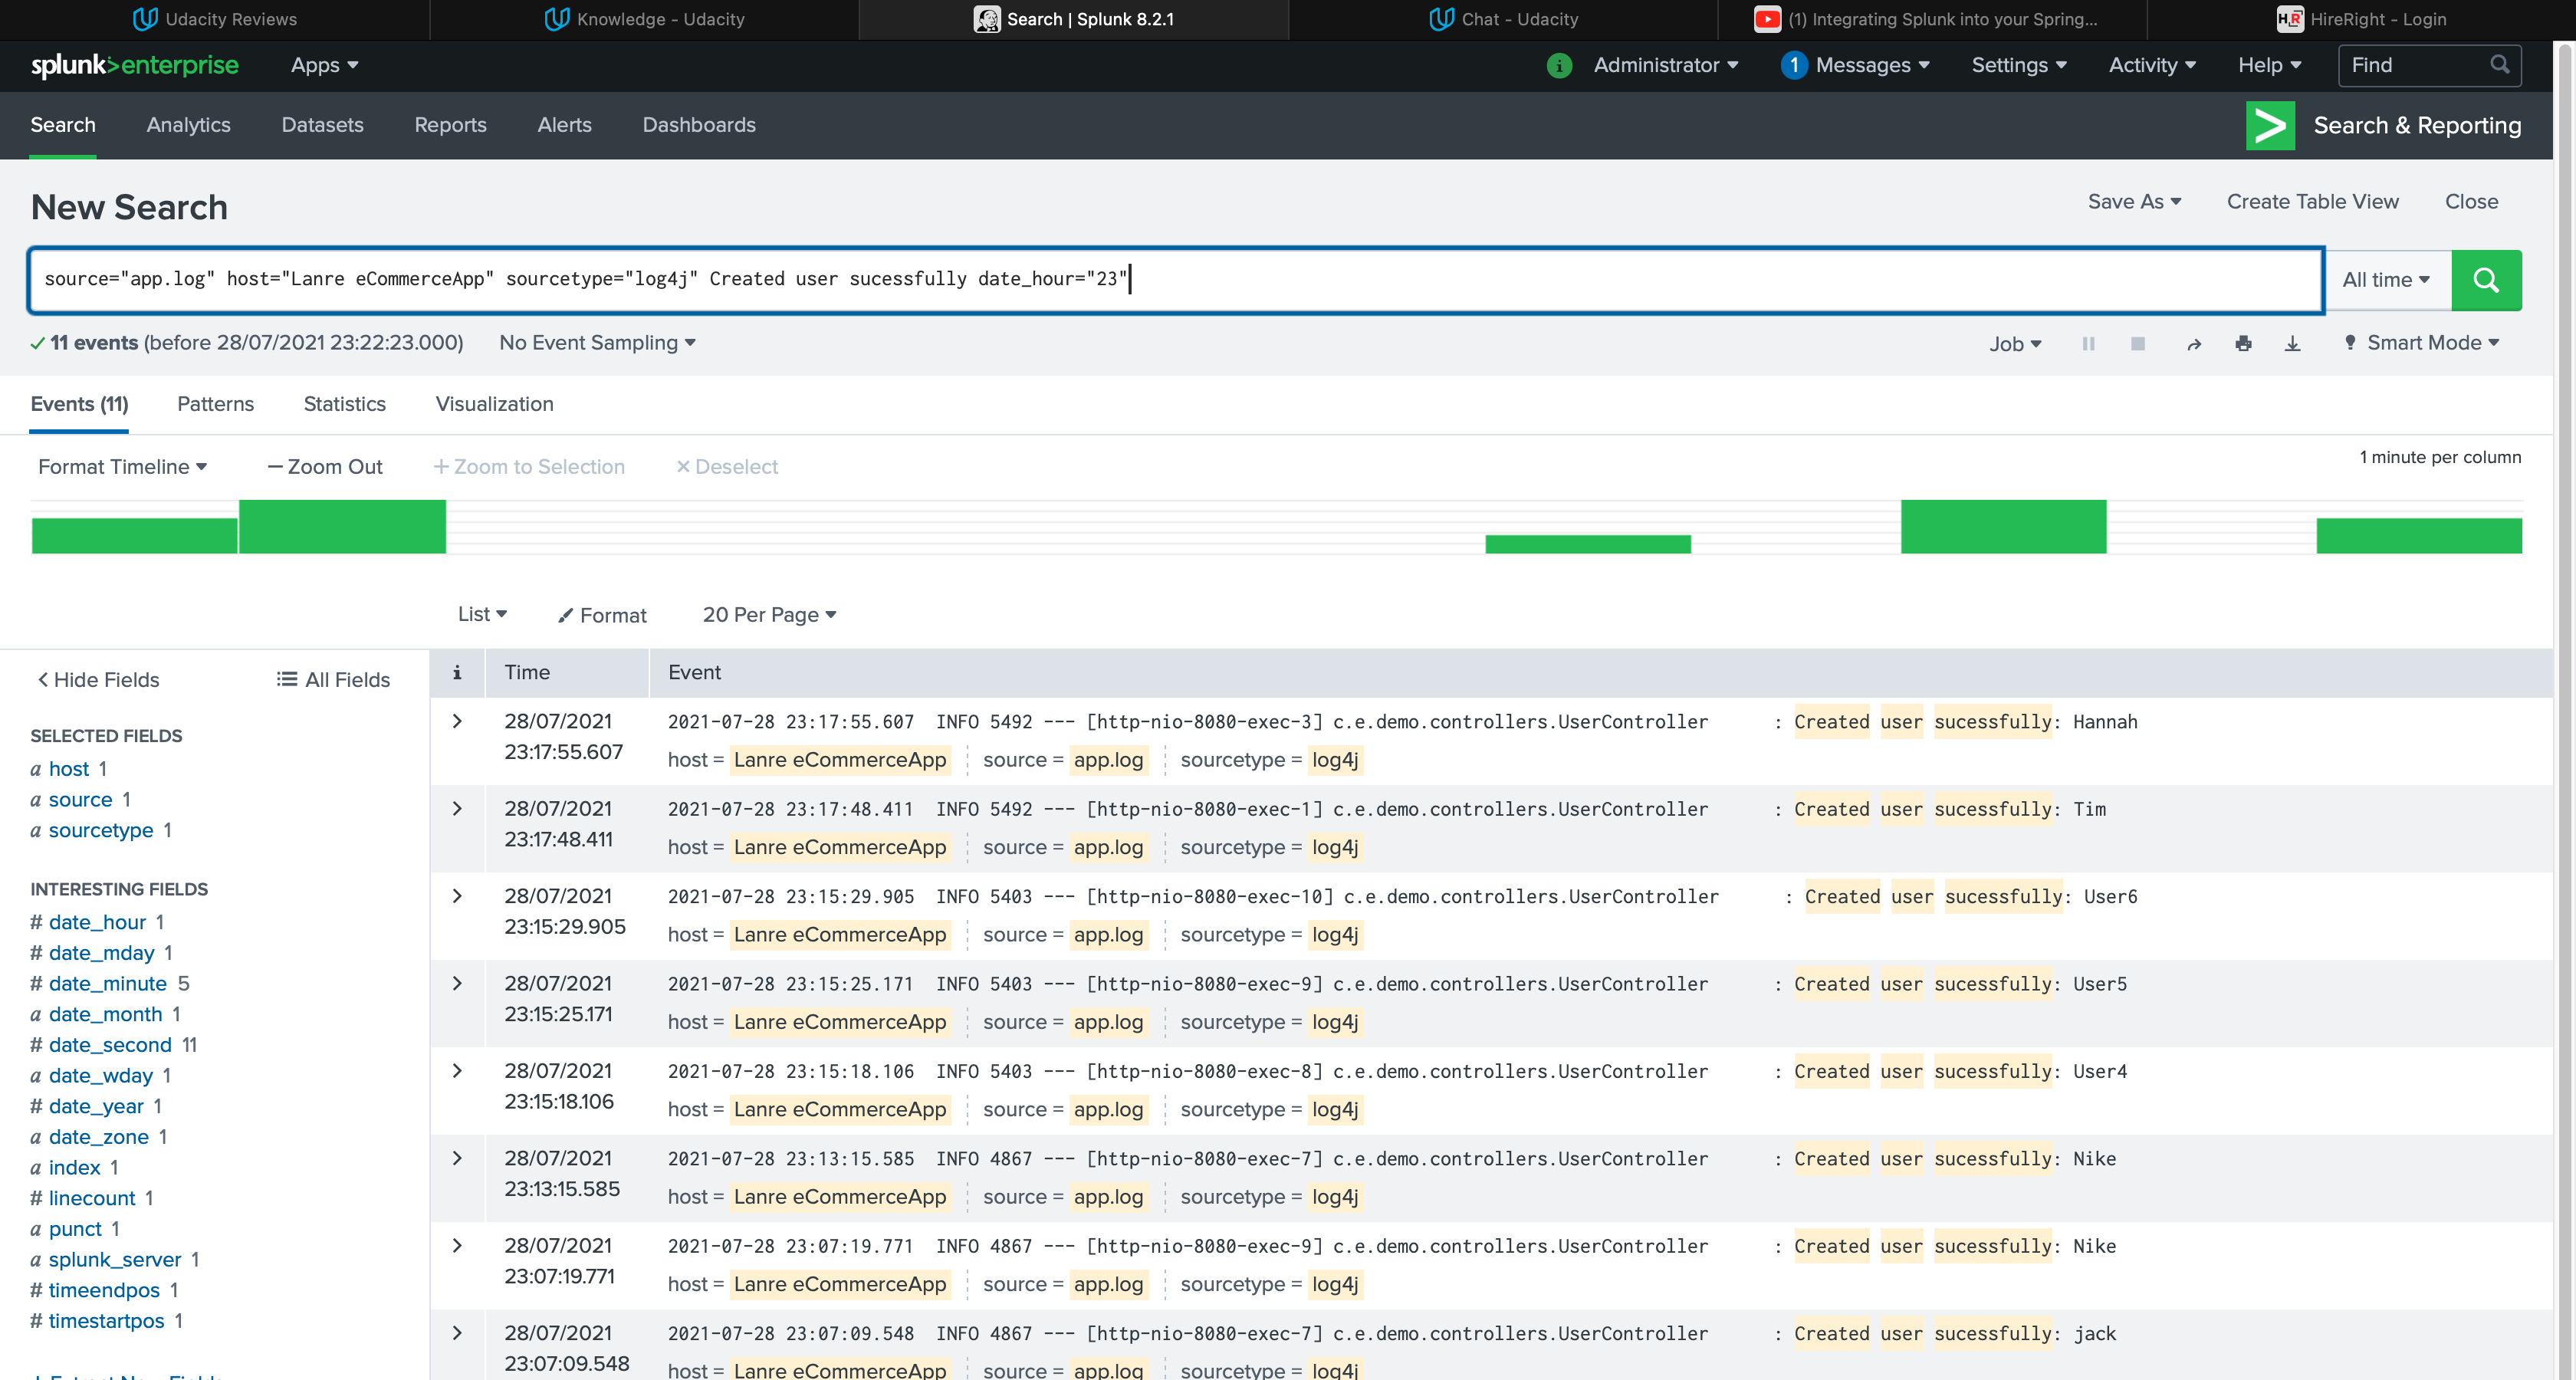 Udacity Reviews
Knowledge - Udacity
Search | Splunk 8.2.1
Chat - Udacity
(1) Integrating Splunk into your Spring...
HR HireRight - Login
splunk>enterprise Apps
i Administrator 1 Messages Settings Activity Help Find
Search Analytics Datasets Reports Alerts Dashboards
> Search & Reporting
New Search
Save As Create Table View Close
source="app.log" host="Lanre eCommerceApp" sourcetype="log4j" Created user sucessfully date_hour="23"
All time
11 events (before 28/07/2021 23:22:23.000) No Event Sampling
Job Smart Mode
Events (11) Patterns Statistics Visualization
Format Timeline — Zoom Out + Zoom to Selection × Deselect
1 minute per column
List Format 20 Per Page
< Hide Fields All Fields
SELECTED FIELDS
a host 1
a source 1
a sourcetype 1
INTERESTING FIELDS
# date_hour 1
# date_mday 1
# date_minute 5
a date_month 1
# date_second 11
a date_wday 1
# date_year 1
a date_zone 1
a index 1
# linecount 1
a punct 1
a splunk_server 1
# timeendpos 1
# timestartpos 1
+ Extract New Fields
i Time Event
28/07/2021 2021-07-28 23:17:55.607 INFO 5492 --- [http-nio-8080-exec-3] c.e.demo.controllers.UserController : Created user sucessfully: Hannah
23:17:55.607 host = Lanre eCommerceApp source = app.log sourcetype = log4j
28/07/2021 2021-07-28 23:17:48.411 INFO 5492 --- [http-nio-8080-exec-1] c.e.demo.controllers.UserController : Created user sucessfully: Tim
23:17:48.411 host = Lanre eCommerceApp source = app.log sourcetype = log4j
28/07/2021 2021-07-28 23:15:29.905 INFO 5403 --- [http-nio-8080-exec-10] c.e.demo.controllers.UserController : Created user sucessfully: User6
23:15:29.905 host = Lanre eCommerceApp source = app.log sourcetype = log4j
28/07/2021 2021-07-28 23:15:25.171 INFO 5403 --- [http-nio-8080-exec-9] c.e.demo.controllers.UserController : Created user sucessfully: User5
23:15:25.171 host = Lanre eCommerceApp source = app.log sourcetype = log4j
28/07/2021 2021-07-28 23:15:18.106 INFO 5403 --- [http-nio-8080-exec-8] c.e.demo.controllers.UserController : Created user sucessfully: User4
23:15:18.106 host = Lanre eCommerceApp source = app.log sourcetype = log4j
28/07/2021 2021-07-28 23:13:15.585 INFO 4867 --- [http-nio-8080-exec-7] c.e.demo.controllers.UserController : Created user sucessfully: Nike
23:13:15.585 host = Lanre eCommerceApp source = app.log sourcetype = log4j
28/07/2021 2021-07-28 23:07:19.771 INFO 4867 --- [http-nio-8080-exec-9] c.e.demo.controllers.UserController : Created user sucessfully: Nike
23:07:19.771 host = Lanre eCommerceApp source = app.log sourcetype = log4j
28/07/2021 2021-07-28 23:07:09.548 INFO 4867 --- [http-nio-8080-exec-7] c.e.demo.controllers.UserController : Created user sucessfully: jack
23:07:09.548 host = Lanre eCommerceApp source = app.log sourcetype = log4j